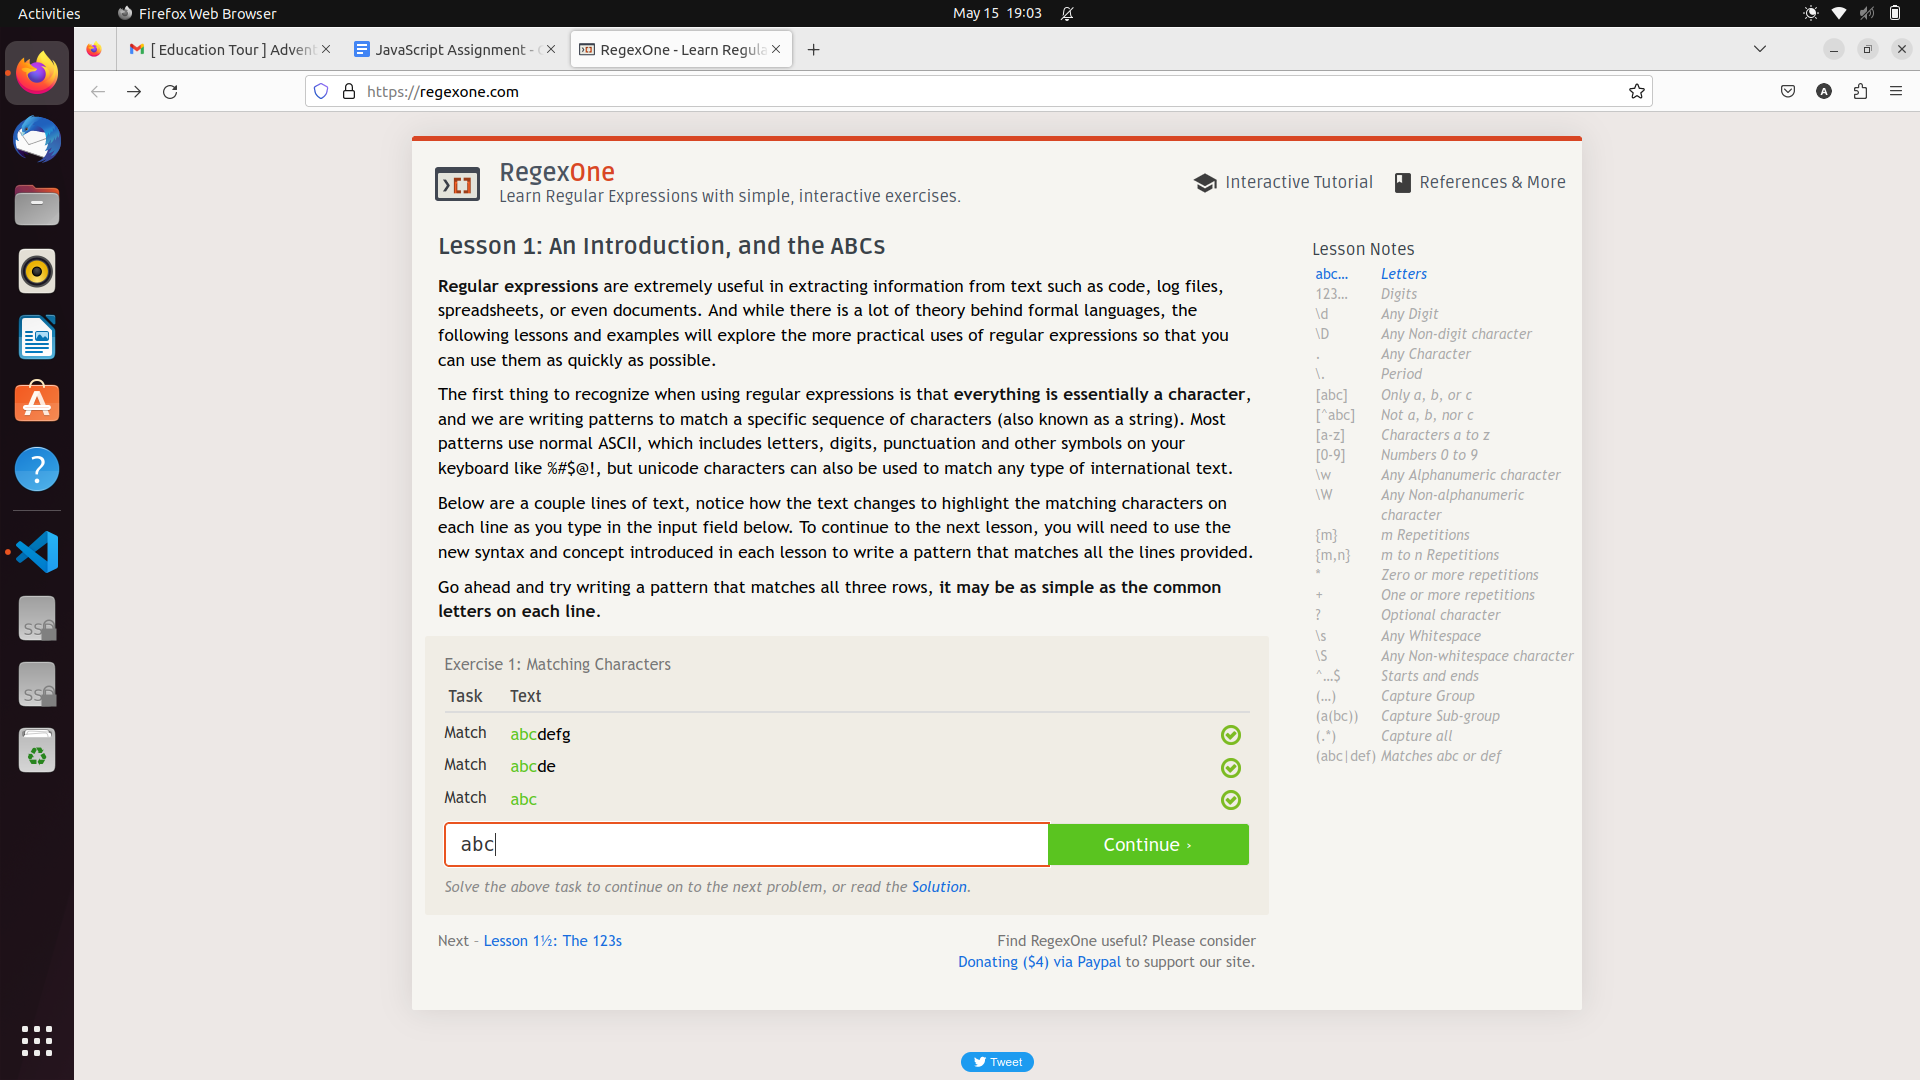 Activities
Firefox Web Browser
May 15 19:03
[ Education Tour ] Advent
JavaScript Assignment -
RegexOne - Learn Regula
https://regexone.com
A
RegexOne
Learn Regular Expressions with simple, interactive exercises.
Interactive Tutorial
References & More
Lesson 1: An Introduction, and the ABCs
Regular expressions are extremely useful in extracting information from text such as code, log files,
spreadsheets, or even documents. And while there is a lot of theory behind formal languages, the
following lessons and examples will explore the more practical uses of regular expressions so that you
can use them as quickly as possible.
The first thing to recognize when using regular expressions is that everything is essentially a character,
and we are writing patterns to match a specific sequence of characters (also known as a string). Most
patterns use normal ASCII, which includes letters, digits, punctuation and other symbols on your
keyboard like %#$@!, but unicode characters can also be used to match any type of international text.
Below are a couple lines of text, notice how the text changes to highlight the matching characters on
each line as you type in the input field below. To continue to the next lesson, you will need to use the
new syntax and concept introduced in each lesson to write a pattern that matches all the lines provided.
Go ahead and try writing a pattern that matches all three rows, it may be as simple as the common
letters on each line.
Exercise 1: Matching Characters
Task Text
Match abcdefg
Match abcde
Match abc
abc
Continue ›
Solve the above task to continue on to the next problem, or read the Solution.
Next – Lesson 1½: The 123s
Find RegexOne useful? Please consider
Donating ($4) via Paypal to support our site.
Lesson Notes
abc… Letters
123… Digits
\d Any Digit
\D Any Non-digit character
. Any Character
\. Period
[abc] Only a, b, or c
[^abc] Not a, b, nor c
[a-z] Characters a to z
[0-9] Numbers 0 to 9
\w Any Alphanumeric character
\W Any Non-alphanumeric
character
{m} m Repetitions
{m,n} m to n Repetitions
* Zero or more repetitions
+ One or more repetitions
? Optional character
\s Any Whitespace
\S Any Non-whitespace character
^…$ Starts and ends
(…) Capture Group
(a(bc)) Capture Sub-group
(.*) Capture all
(abc|def) Matches abc or def
SS
SS
Tweet